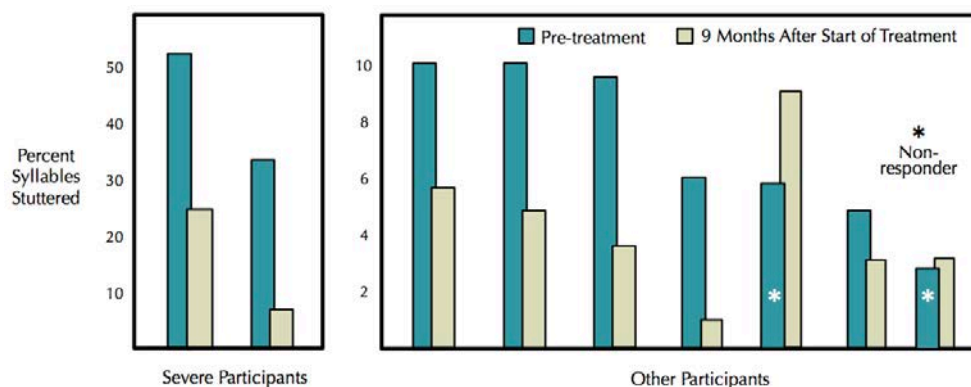 Pre-treatment
9 Months After Start of Treatment
Percent
Syllables
Stuttered
50
40
30
20
10
10
8
6
4
2
*
Non-
responder
*
*
Severe Participants
Other Participants